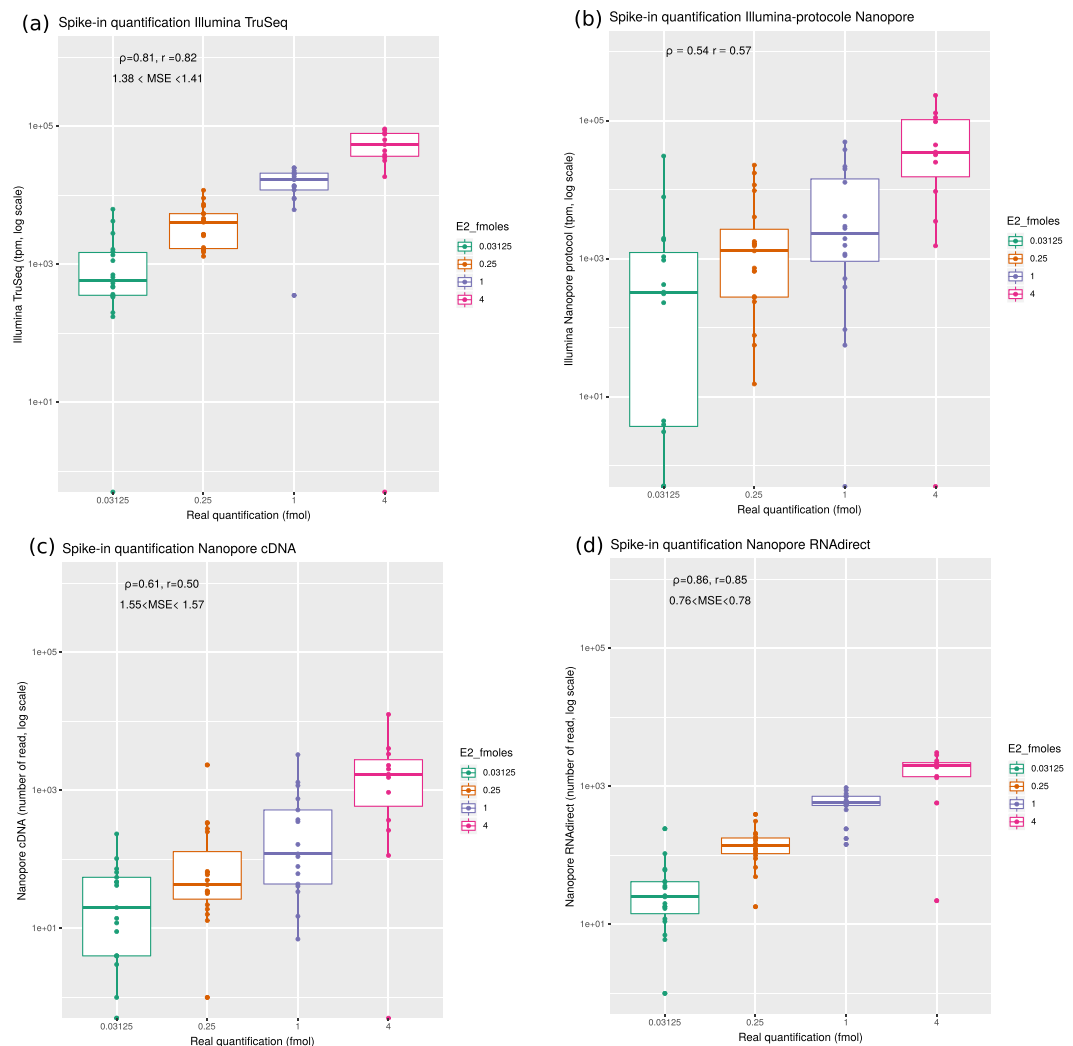 (a) Spike-in quantification Illumina TruSeq
ρ=0.81, r =0.82
1.38 < MSE <1.41
1e+05
1e+03
1e+01
Illumina TruSeq (tpm, log scale)
0.03125 0.25 1 4
Real quantification (fmol)
E2_fmoles
0.03125
0.25
1
4
(b) Spike-in quantification Illumina-protocole Nanopore
ρ = 0.54 r = 0.57
1e+05
1e+03
1e+01
Illumina Nanopore protocol (tpm, log scale)
0.03125 0.25 1 4
Real quantification (fmol)
E2_fmoles
0.03125
0.25
1
4
(c) Spike-in quantification Nanopore cDNA
ρ=0.61, r=0.50
1.55<MSE< 1.57
1e+05
1e+03
1e+01
Nanopore cDNA (number of read, log scale)
0.03125 0.25 1 4
Real quantification (fmol)
E2_fmoles
0.03125
0.25
1
4
(d) Spike-in quantification Nanopore RNAdirect
ρ=0.86, r=0.85
0.76<MSE<0.78
1e+05
1e+03
1e+01
Nanopore RNAdirect (number of read, log scale)
0.03125 0.25 1 4
Real quantification (fmol)
E2_fmoles
0.03125
0.25
1
4